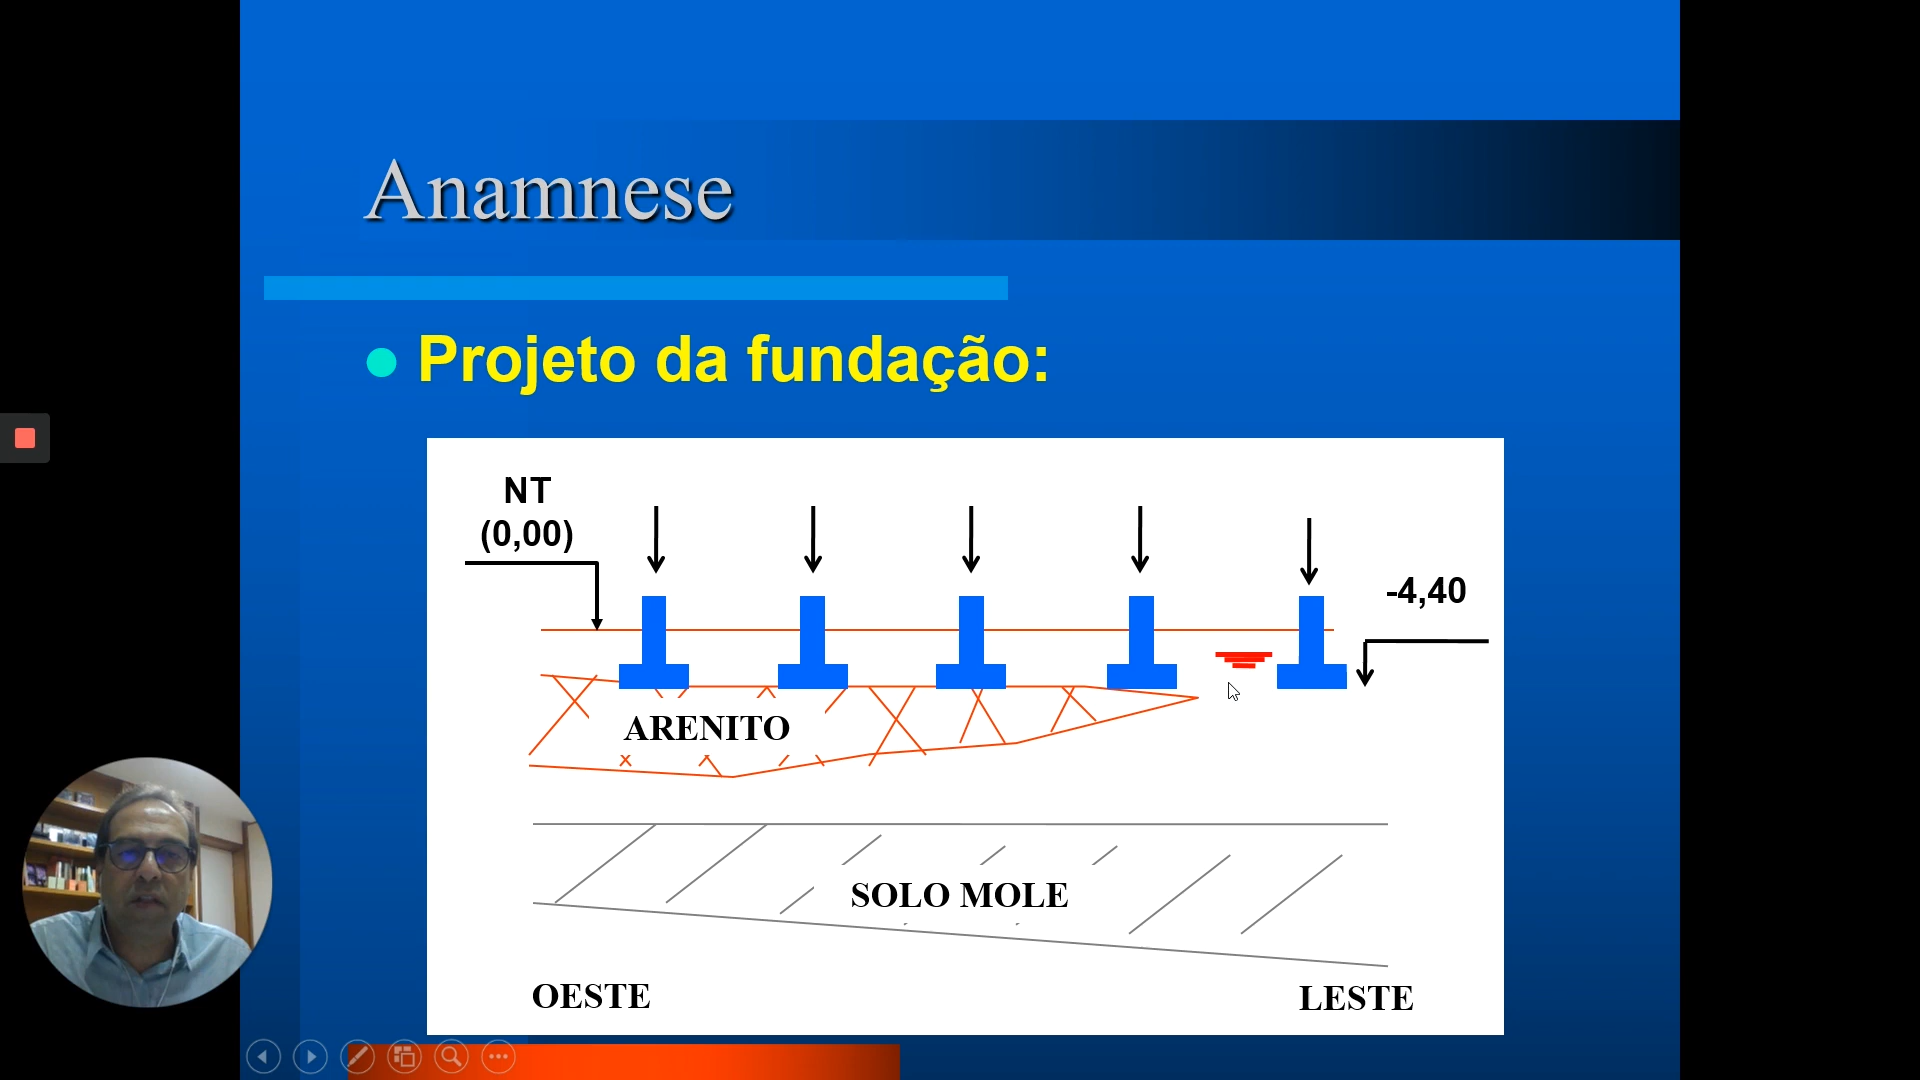 Anamnese
Projeto da fundação:
NT
(0,00)
-4,40
ARENITO
SOLO MOLE
OESTE
LESTE